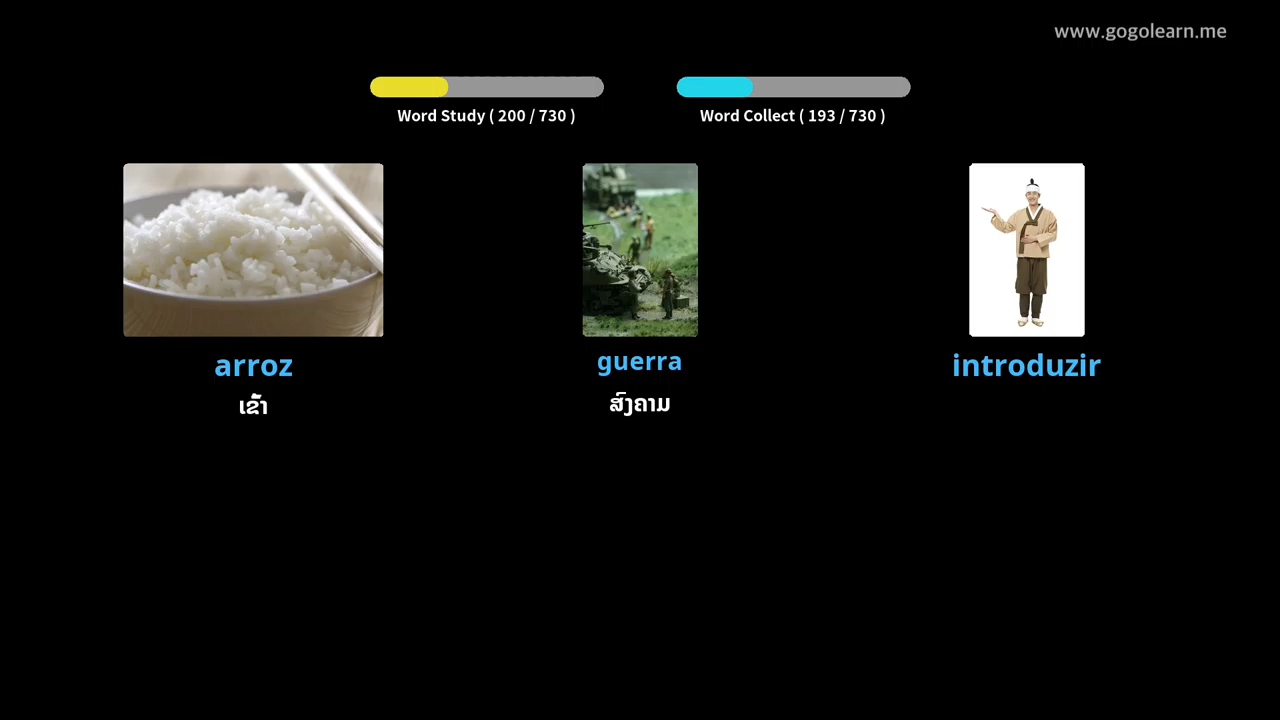 www.gogolearn.me
Word Study ( 200 / 730 )
Word Collect ( 193 / 730 )
arroz
ເຂົ້າ
guerra
ສົງຄາມ
introduzir